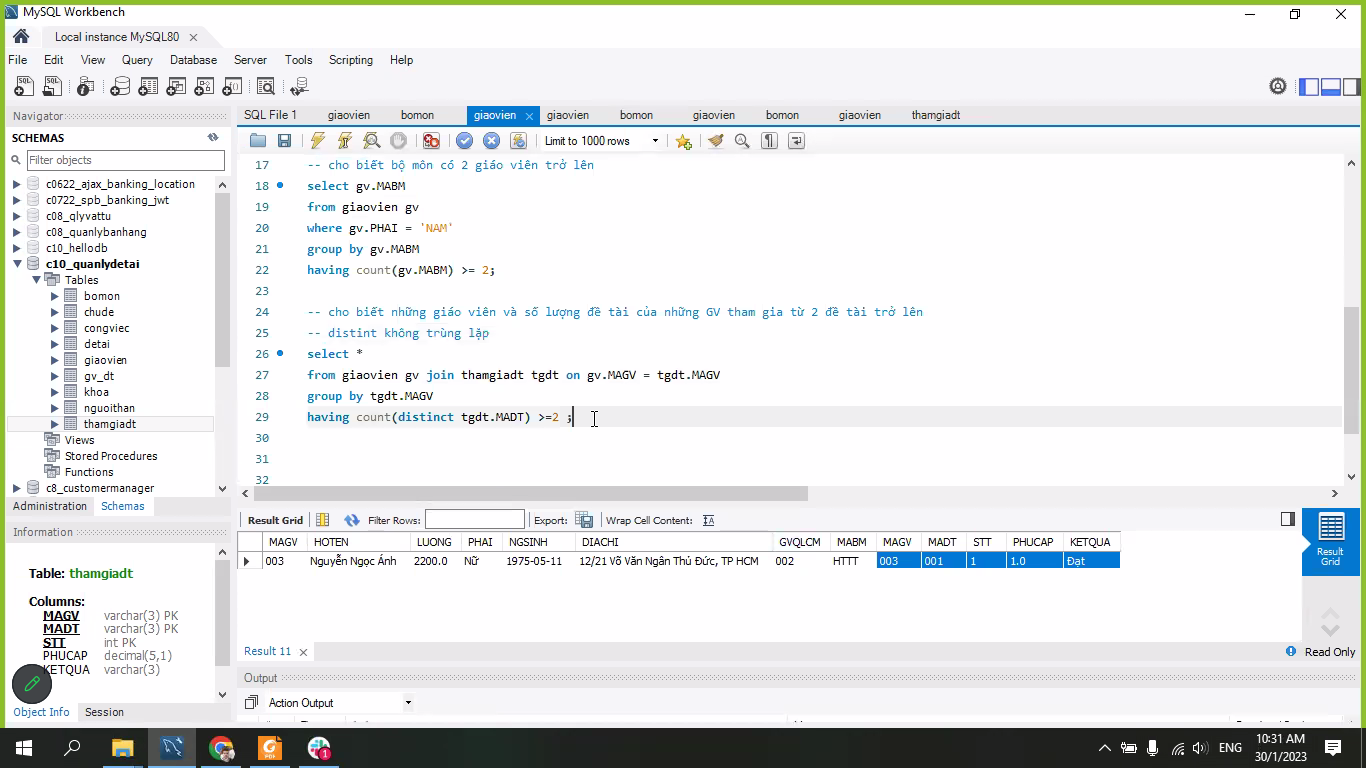 MySQL Workbench
Local instance MySQL80
File Edit View Query Database Server Tools Scripting Help
Navigator
SCHEMAS
Filter objects
c0622_ajax_banking_location
c0722_spb_banking_jwt
c08_qlyvattu
c08_quanlybanhang
c10_hellodb
c10_quanlydetai
Tables
bomon
chude
congviec
detai
giaovien
gv_dt
khoa
nguoithan
thamgiadt
Views
Stored Procedures
Functions
c8_customermanager
Administration Schemas
Information
Table: thamgiadt
Columns:
MAGV varchar(3) PK
MADT varchar(3) PK
STT int PK
PHUCAP decimal(5,1)
KETQUA varchar(3)
Object Info Session
SQL File 1 giaovien bomon giaovien giaovien bomon giaovien bomon giaovien thamgiadt
Limit to 1000 rows
17 -- cho biết bộ môn có 2 giáo viên trở lên
18 select gv.MABM
19 from giaovien gv
20 where gv.PHAI = 'NAM'
21 group by gv.MABM
22 having count(gv.MABM) >= 2;
23
24 -- cho biết những giáo viên và số lượng đề tài của những GV tham gia từ 2 đề tài trở lên
25 -- distint không trùng lặp
26 select *
27 from giaovien gv join thamgiadt tgdt on gv.MAGV = tgdt.MAGV
28 group by tgdt.MAGV
29 having count(distinct tgdt.MADT) >=2 ;
30
31
32
Result Grid Filter Rows: Export: Wrap Cell Content:
MAGV HOTEN LUONG PHAI NGSINH DIACHI GVQLCM MABM MAGV MADT STT PHUCAP KETQUA
003 Nguyễn Ngọc Ánh 2200.0 Nữ 1975-05-11 12/21 Võ Văn Ngân Thủ Đức, TP HCM 002 HTTT 003 001 1 1.0 Đạt
Result Grid
Result 11
Read Only
Output
Action Output
ENG
10:31 AM
30/1/2023